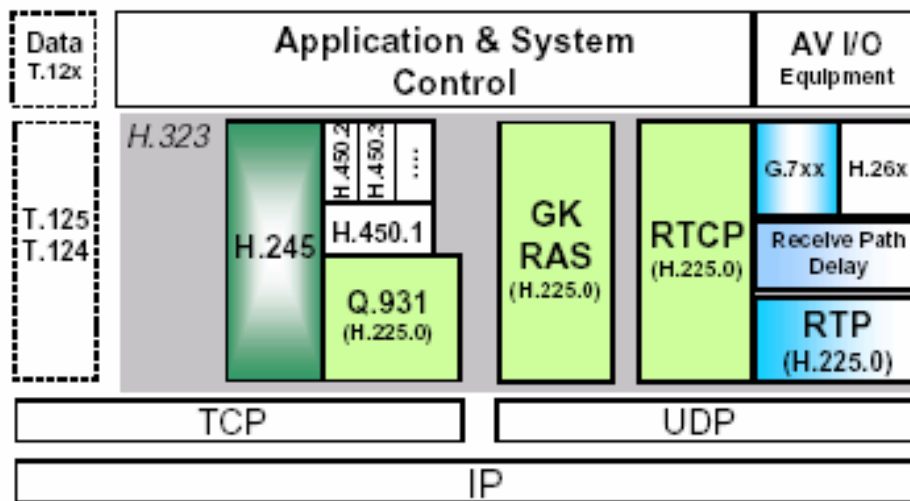 Data
T.12x
Application & System
Control
AV I/O
Equipment
H.323
T.125
T.124
H.245
H.450.2
H.450.3
....
H.450.1
Q.931
(H.225.0)
GK
RAS
(H.225.0)
RTCP
(H.225.0)
G.7xx
H.26x
Receive Path
Delay
RTP
(H.225.0)
TCP
UDP
IP